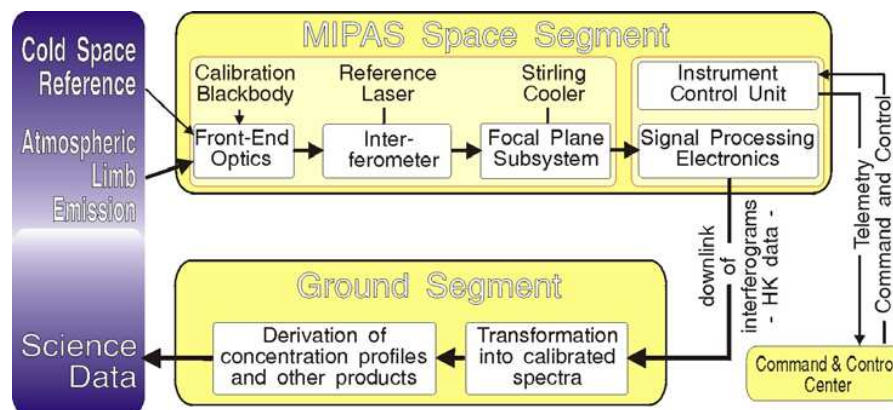 MIPAS Space Segment
Cold Space
Reference
Atmospheric
Limb
Emission
Calibration
Blackbody
Reference
Laser
Stirling
Cooler
Front-End
Optics
Inter-
ferometer
Focal Plane
Subsystem
Instrument
Control Unit
Signal Processing
Electronics
downlink
of
interferograms
- HK data -
Telemetry
Command and Control
Ground Segment
Science
Data
Derivation of
concentration profiles
and other products
Transformation
into calibrated
spectra
Command & Control
Center